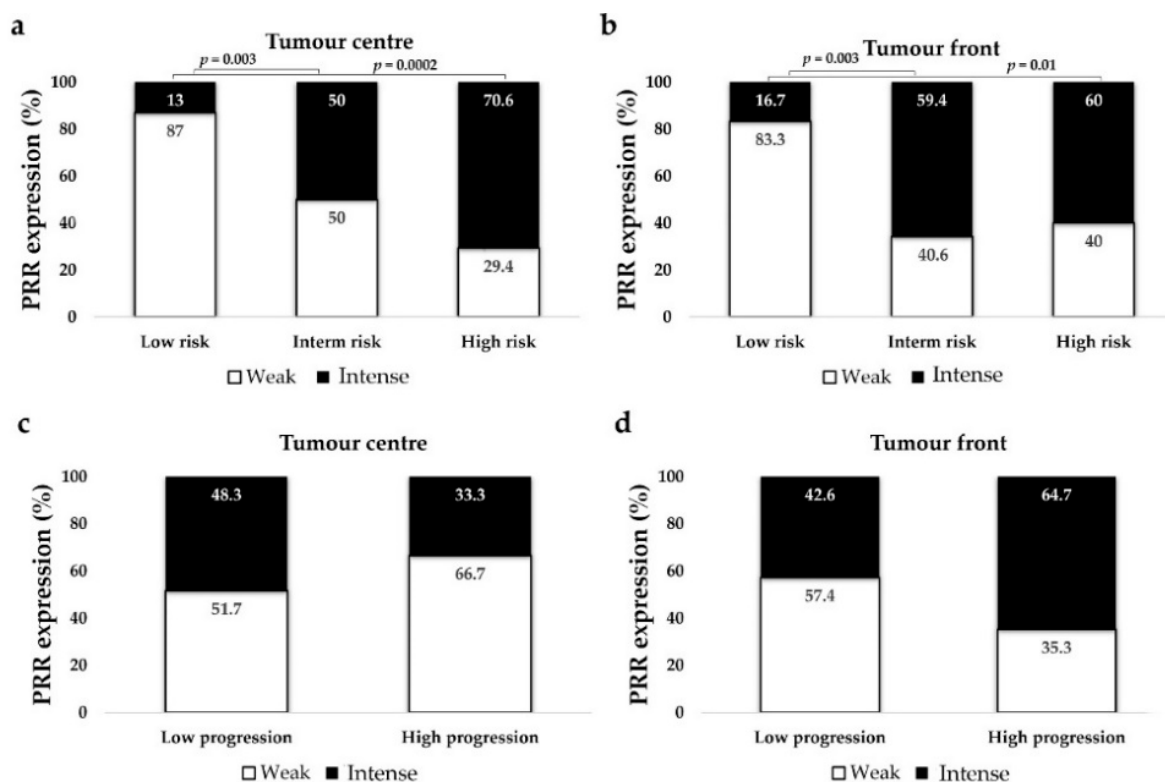 a
Tumour centre
p = 0.003
p = 0.0002
PRR expression (%)
100
80
60
40
20
0
13
87
50
50
70.6
29.4
Low risk
Interm risk
High risk
Weak
Intense
b
Tumour front
p = 0.003
p = 0.01
PRR expression (%)
100
80
60
40
20
0
16.7
83.3
59.4
40.6
60
40
Low risk
Interm risk
High risk
Weak
Intense
c
Tumour centre
PRR expression (%)
100
80
60
40
20
0
48.3
51.7
33.3
66.7
Low progression
High progression
Weak
Intense
d
Tumour front
PRR expression (%)
100
80
60
40
20
0
42.6
57.4
64.7
35.3
Low progression
High progression
Weak
Intense